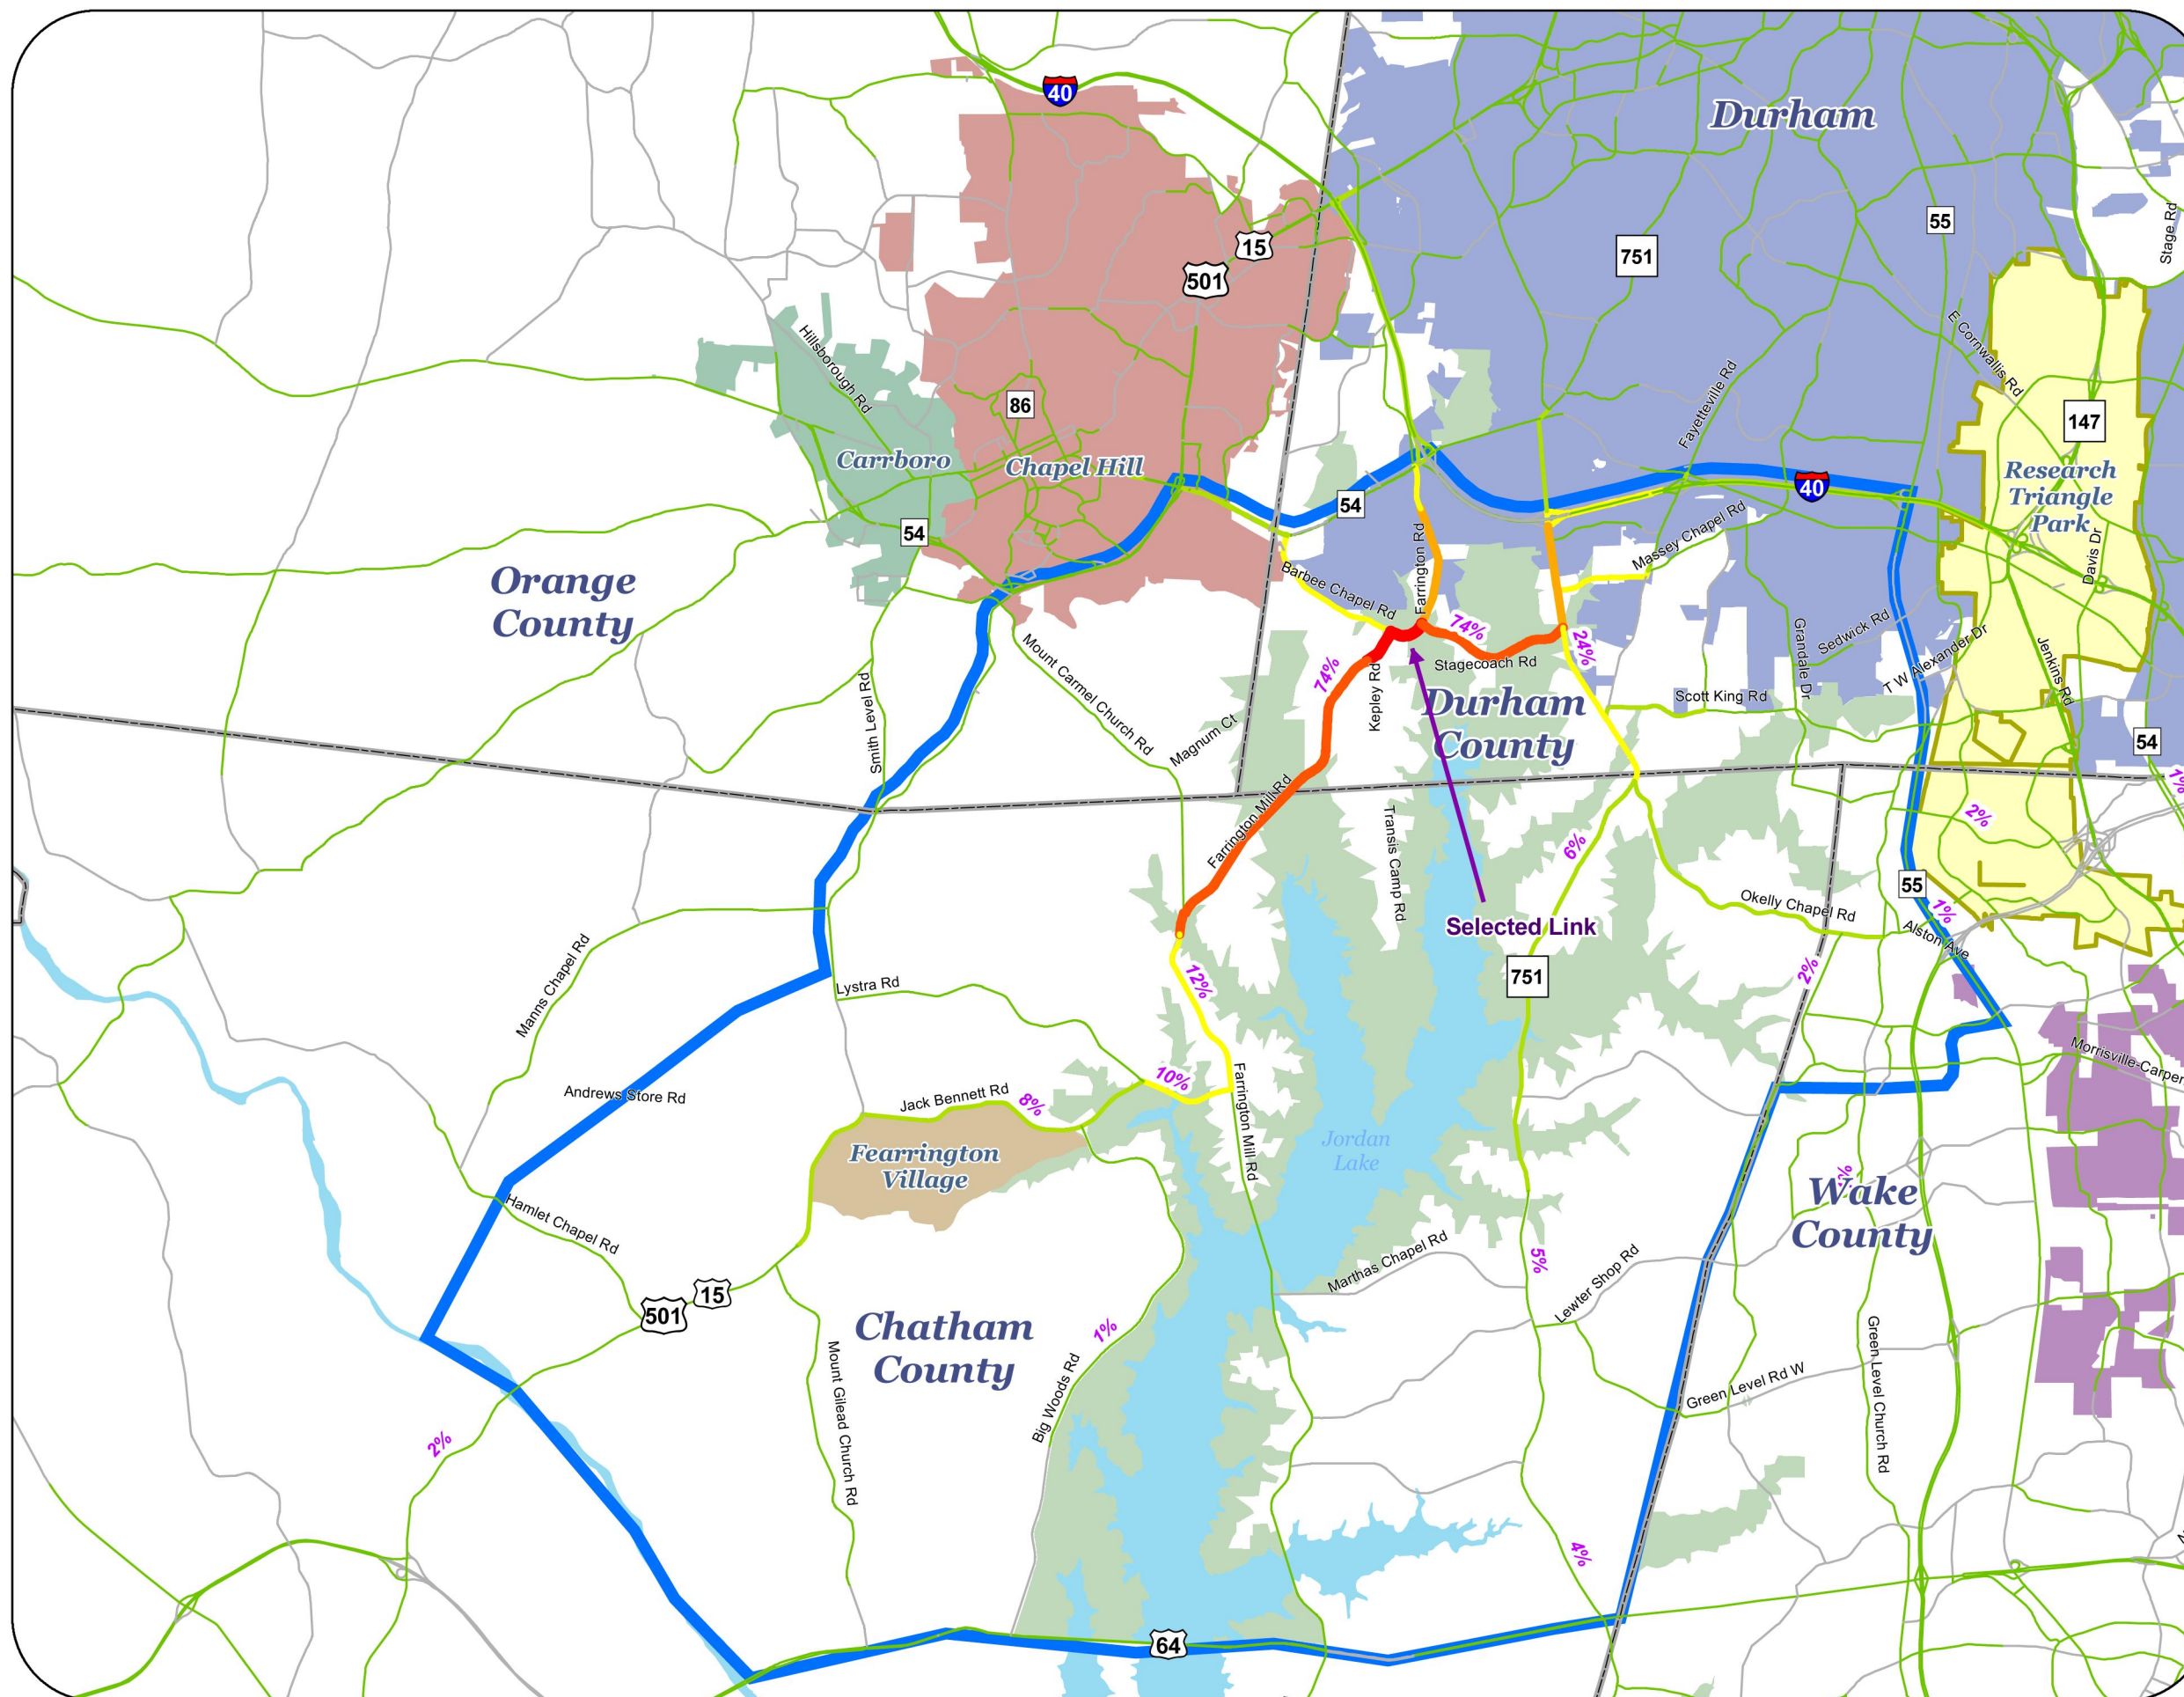 40
Durham
55
Stage Rd
15
751
501
E Cornwallis Rd
Hillsborough Rd
Fayetteville Rd
86
147
Carrboro
Chapel Hill
Research
Triangle
Park
40
54
54
Massey Chapel Rd
Farrington Rd
Davis Dr
Orange
County
Barbee Chapel Rd
74%
24%
Grandale Dr
Sedwick Rd
T W Alexander Dr
Jenkins Rd
Mount Carmel Church Rd
74%
Kepley Rd
Stagecoach Rd
Smith Level Rd
Magnum Ct
Durham
County
Scott King Rd
54
1%
Farrington Mill Rd
Transis Camp Rd
6%
2%
55
Okelly Chapel Rd
1%
Alston Ave
Selected Link
751
2%
Manns Chapel Rd
Lystra Rd
12%
Andrews Store Rd
Jack Bennett Rd
8%
10%
Farrington Mill Rd
Morrisville-Carper
Fearrington
Village
Jordan
Lake
Wake
County
Hamlet Chapel Rd
Marthas Chapel Rd
5%
Lewter Shop Rd
15
501
Chatham
County
1%
Mount Gilead Church Rd
Big Woods Rd
Green Level Rd W
Green Level Church Rd
2%
4%
64